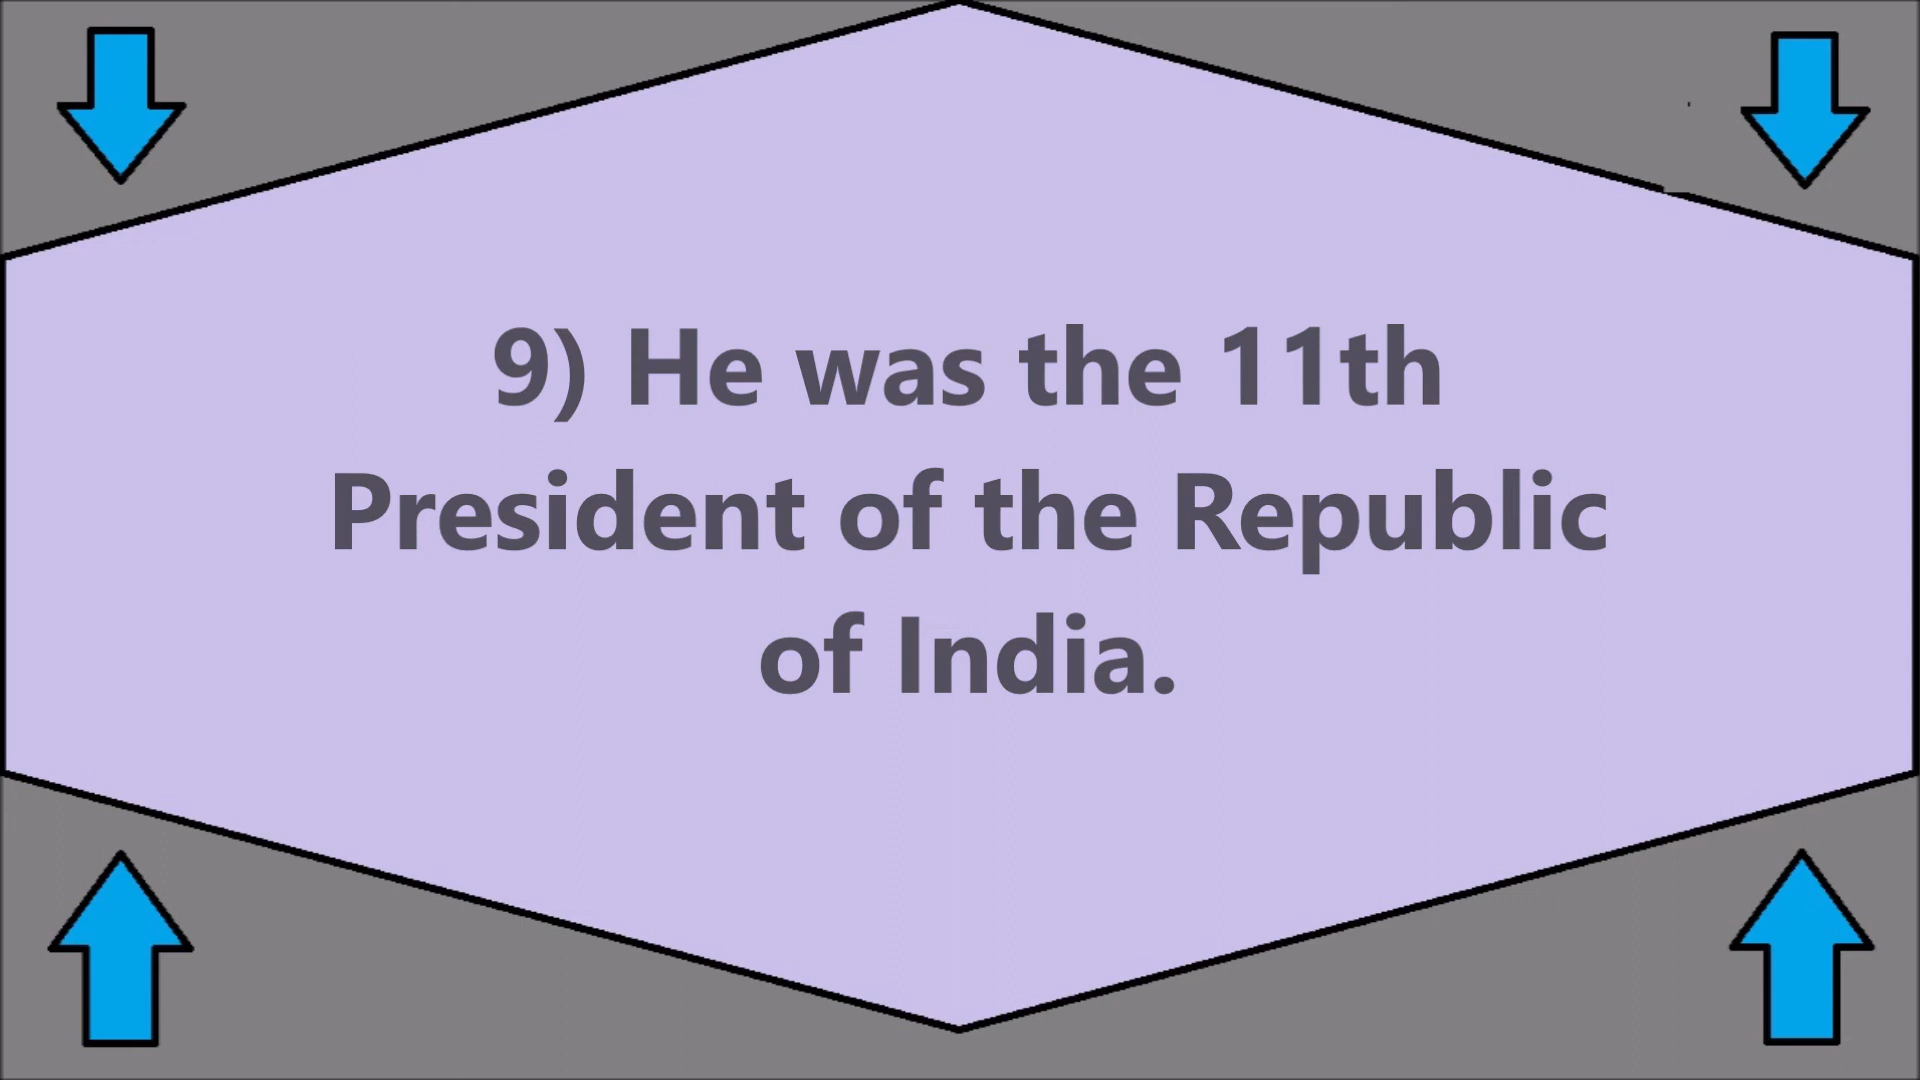 9) He was the 11th
President of the Republic
of India.